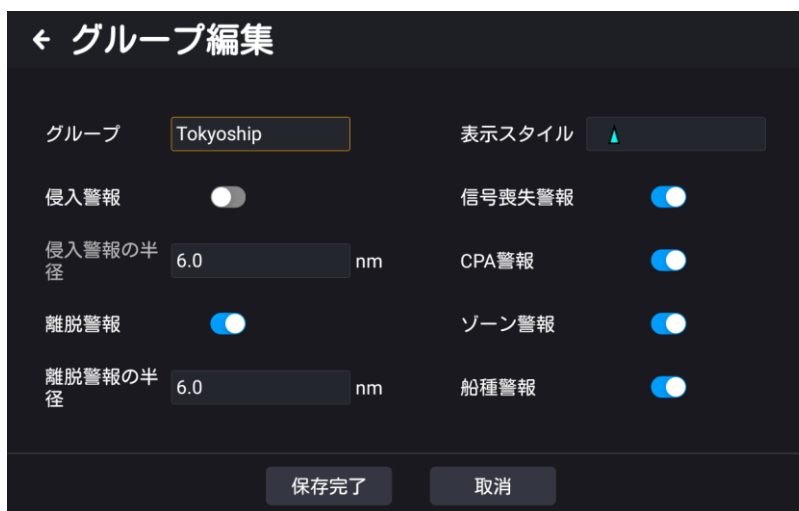 グループ編集
グループ
Tokyoship
表示スタイル
侵入警報
信号喪失警報
侵入警報の半
径
6.0
nm
CPA警報
離脱警報
ゾーン警報
離脱警報の半
径
6.0
nm
船種警報
保存完了
取消